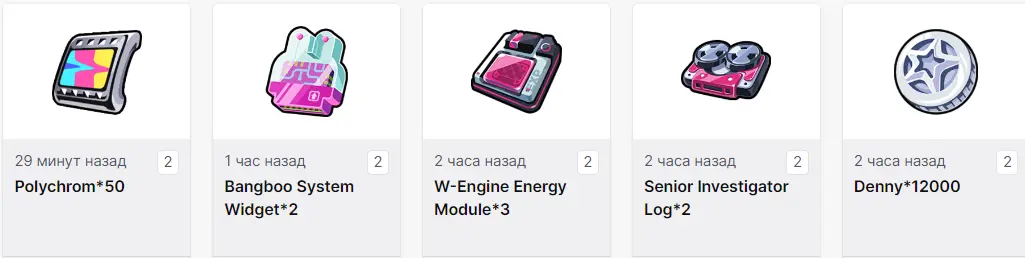 29 минут назад 2
Polychrom*50
1 час назад 2
Bangboo System
Widget*2
2 часа назад 2
W-Engine Energy
Module*3
2 часа назад 2
Senior Investigator
Log*2
2 часа назад 2
Denny*12000